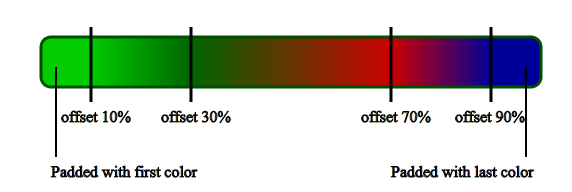 offset 10% offset 30% offset 70% offset 90%
Padded with first color Padded with last color